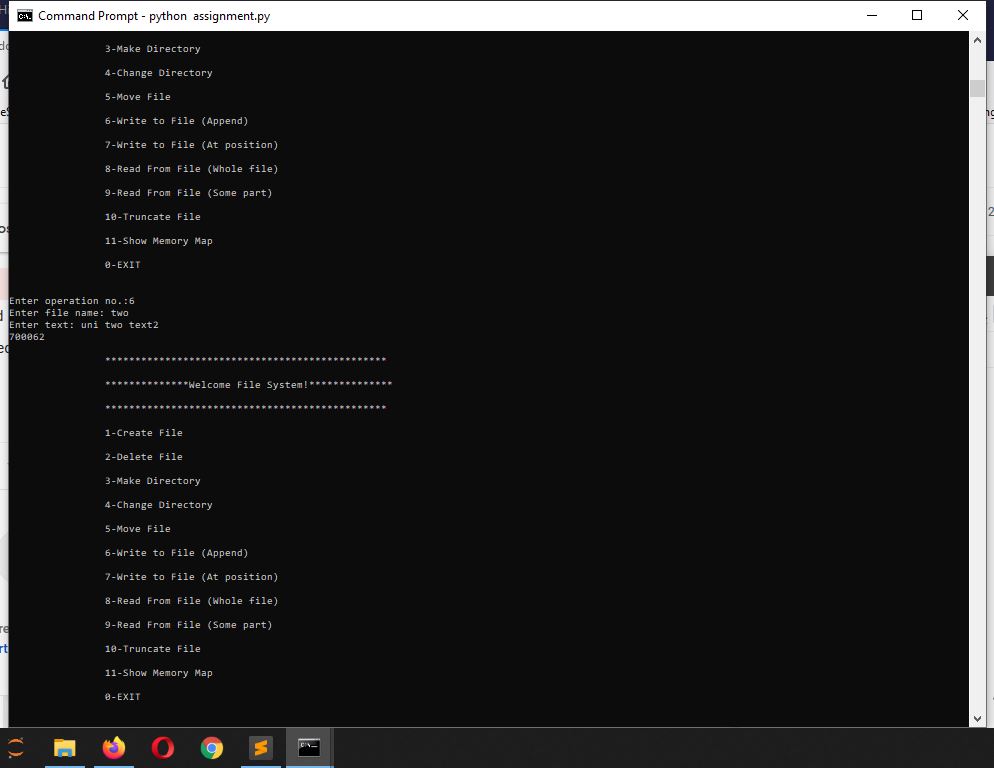 Command Prompt - python assignment.py
3-Make Directory
4-Change Directory
5-Move File
6-Write to File (Append)
7-Write to File (At position)
8-Read From File (Whole file)
9-Read From File (Some part)
10-Truncate File
11-Show Memory Map
0-EXIT
Enter operation no.:6
Enter file name: two
Enter text: uni two text2
700062
***********************************************
**************Welcome File System!**************
***********************************************
1-Create File
2-Delete File
3-Make Directory
4-Change Directory
5-Move File
6-Write to File (Append)
7-Write to File (At position)
8-Read From File (Whole file)
9-Read From File (Some part)
10-Truncate File
11-Show Memory Map
0-EXIT